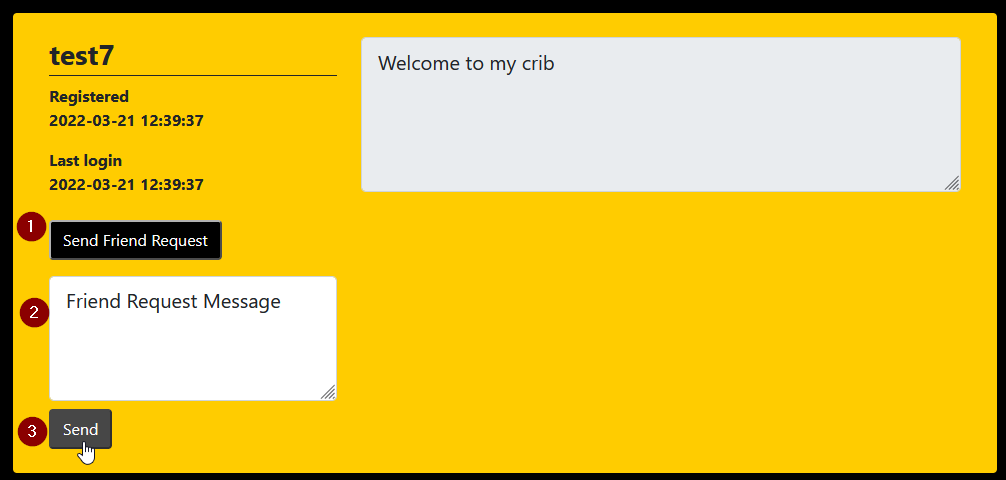 test7
Registered
2022-03-21 12:39:37
Last login
2022-03-21 12:39:37
1
Send Friend Request
2
Friend Request Message
3
Send
Welcome to my crib